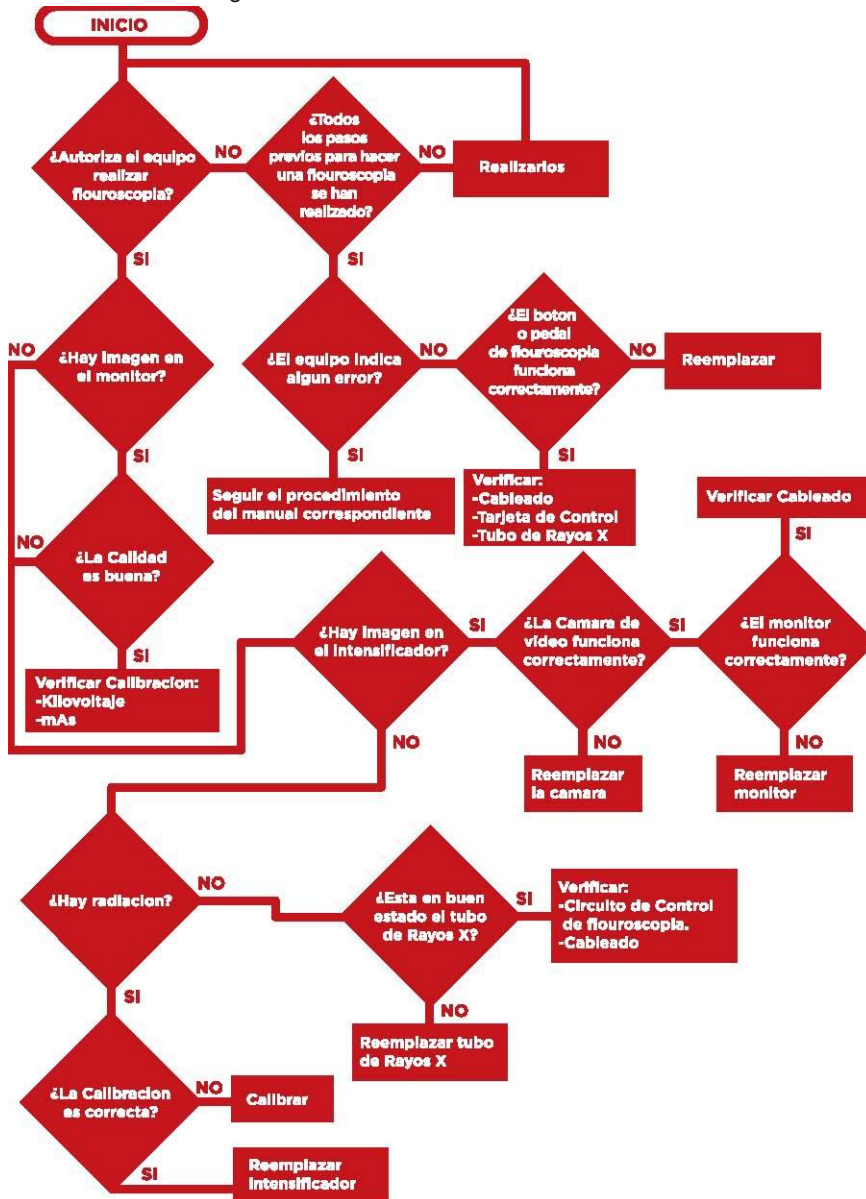 INICIO
¿Autoriza el equipo
realizar
flouroscopia?
NO
¿Todos
los pasos
previos para hacer
una flouroscopia
se han
realizado?
NO
Realizarlos
SI
SI
NO
¿Hay imagen en
el monitor?
¿El equipo indica
algun error?
NO
¿El boton
o pedal
de flouroscopia
funciona
correctamente?
NO
Reemplazar
SI
SI
SI
Seguir el procedimiento
del manual correspondiente
Verificar:
-Cableado
-Tarjeta de Control
-Tubo de Rayos X
Verificar Cableado
NO
¿La Calidad
es buena?
SI
SI
Verificar Calibracion:
-Kilovoltaje
-mAs
¿Hay imagen en
el intensificador?
SI
¿La Camara de
video funciona
correctamente?
SI
¿El monitor
funciona
correctamente?
NO
NO
NO
Reemplazar
la camara
Reemplazar
monitor
¿Hay radiacion?
NO
¿Esta en buen
estado el tubo
de Rayos X?
SI
Verificar:
-Circuito de Control
de flouroscopia.
-Cableado
SI
NO
Reemplazar tubo
de Rayos X
¿La Calibracion
es correcta?
NO
Calibrar
SI
Reemplazar
Intensificador